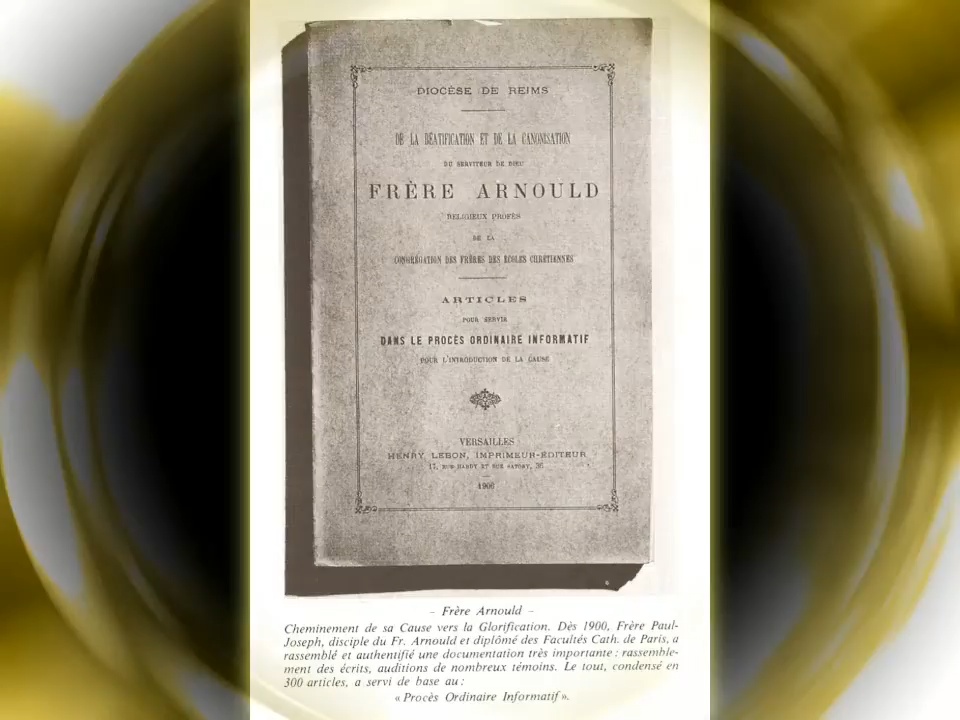 DIOCÈSE DE REIMS
DE LA BÉATIFICATION ET DE LA CANONISATION
DU SERVITEUR DE DIEU
FRÈRE ARNOULD
RELIGIEUX PROFÈS
DE LA
CONGRÉGATION DES FRÈRES DES ÉCOLES CHRÉTIENNES
ARTICLES
POUR SERVIR
DANS LE PROCÈS ORDINAIRE INFORMATIF
POUR L'INTRODUCTION DE LA CAUSE
VERSAILLES
HENRY LEBON, IMPRIMEUR-ÉDITEUR
17, RUE HARDY ET RUE SATORY, 36
1906
– Frère Arnould –
Cheminement de sa Cause vers la Glorification. Dès 1900, Frère Paul-
Joseph, disciple du Fr. Arnould et diplômé des Facultés Cath. de Paris, a
rassemblé et authentifié une documentation très importante : rassemble-
ment des écrits, auditions de nombreux témoins. Le tout, condensé en
300 articles, a servi de base au :
« Procès Ordinaire Informatif ».